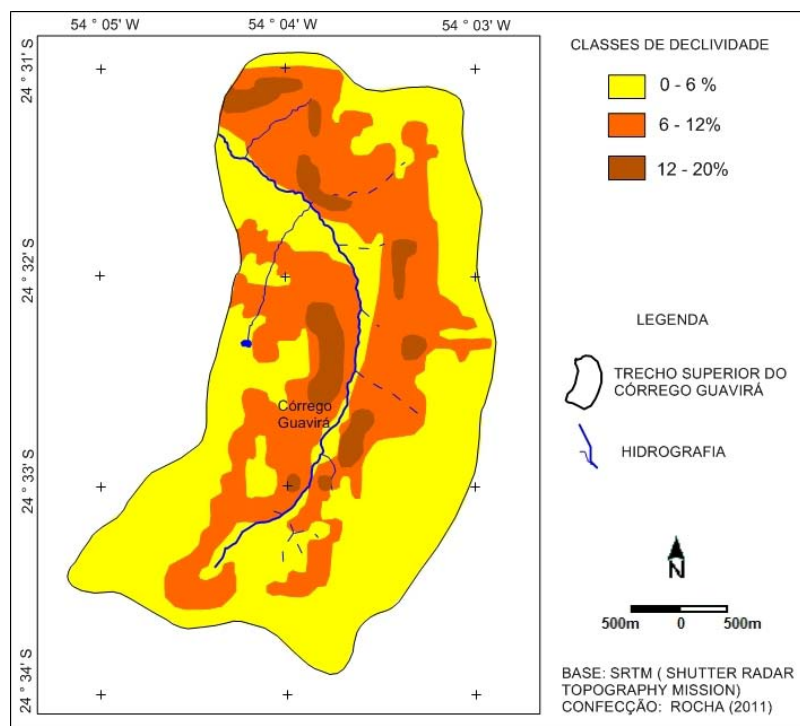 54 ° 05' W
54 ° 04' W
54 ° 03' W
24 ° 31' S
24 ° 32' S
24 ° 33' S
24 ° 34' S
Córrego
Guavirá
CLASSES DE DECLIVIDADE
0 - 6 %
6 - 12%
12 - 20%
LEGENDA
TRECHO SUPERIOR DO
CÓRREGO GUAVIRÁ
HIDROGRAFIA
N
500m 0 500m
BASE: SRTM ( SHUTTER RADAR
TOPOGRAPHY MISSION)
CONFECÇÃO: ROCHA (2011)